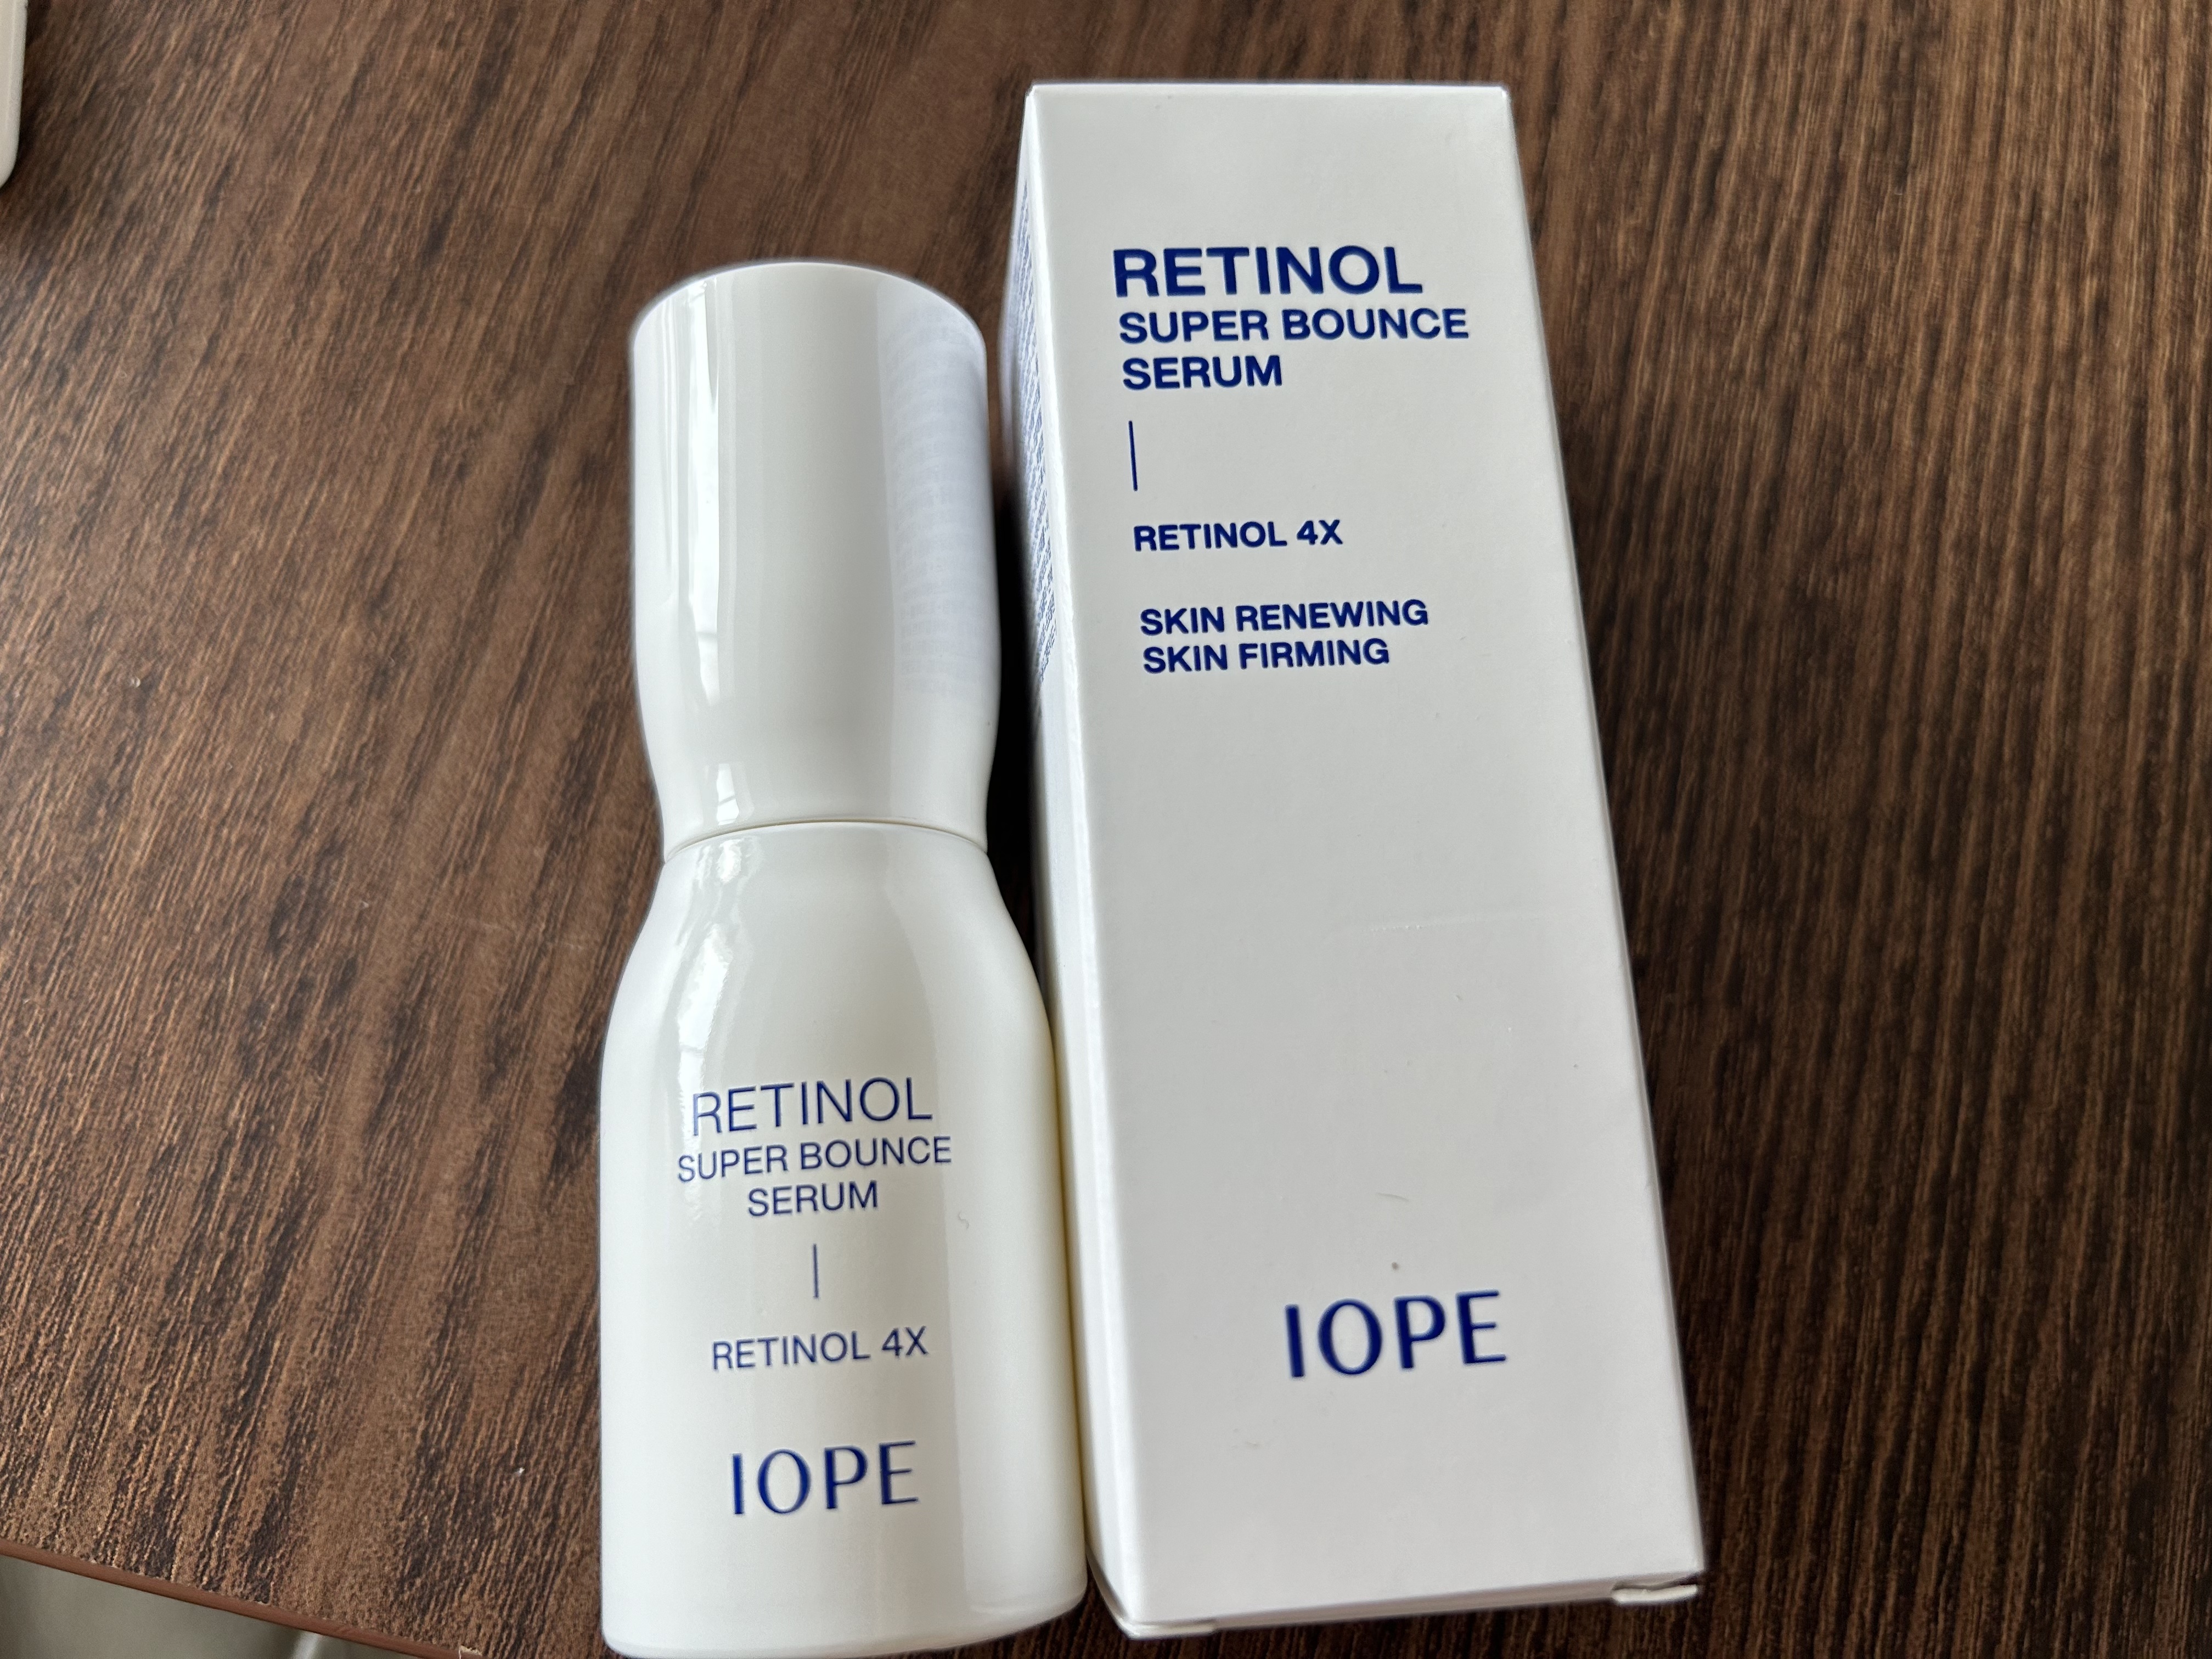 RETINOL
SUPER BOUNCE
SERUM
RETINOL 4X
IOPE
RETINOL
SUPER BOUNCE
SERUM
RETINOL 4X
SKIN RENEWING
SKIN FIRMING
IOPE